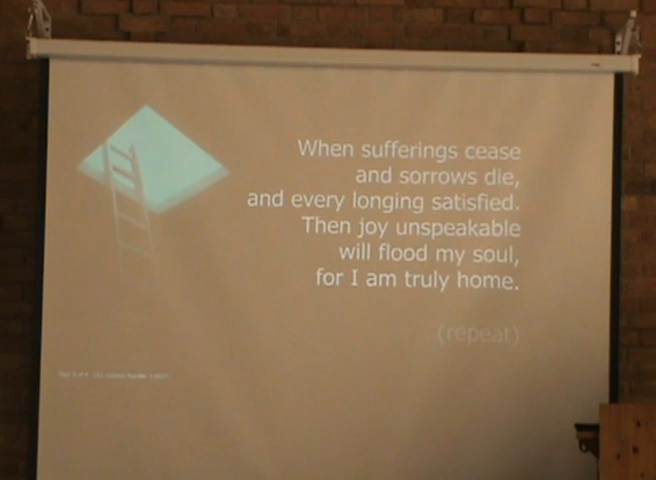 When sufferings cease
and sorrows die,
and every longing satisfied.
Then joy unspeakable
will flood my soul,
for I am truly home.
(repeat)